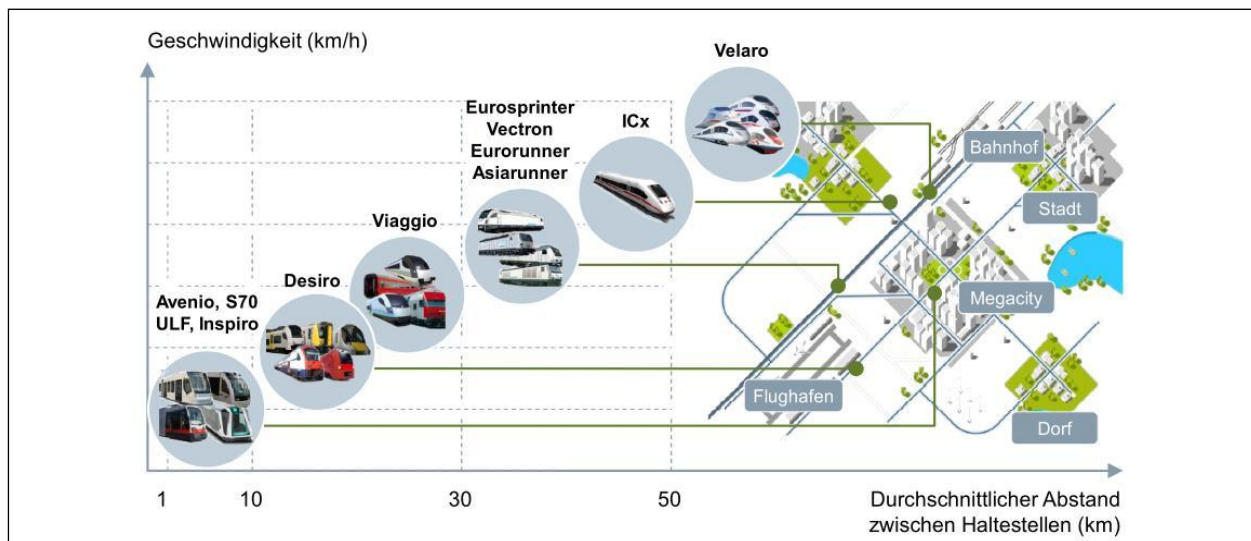 Geschwindigkeit (km/h)
Velaro
Eurosprinter
Vectron
Eurorunner
Asiarunner
ICx
Viaggio
Desiro
Avenio, S70
ULF, Inspiro
Bahnhof
Stadt
Megacity
Flughafen
Dorf
1 10 30 50
Durchschnittlicher Abstand
zwischen Haltestellen (km)